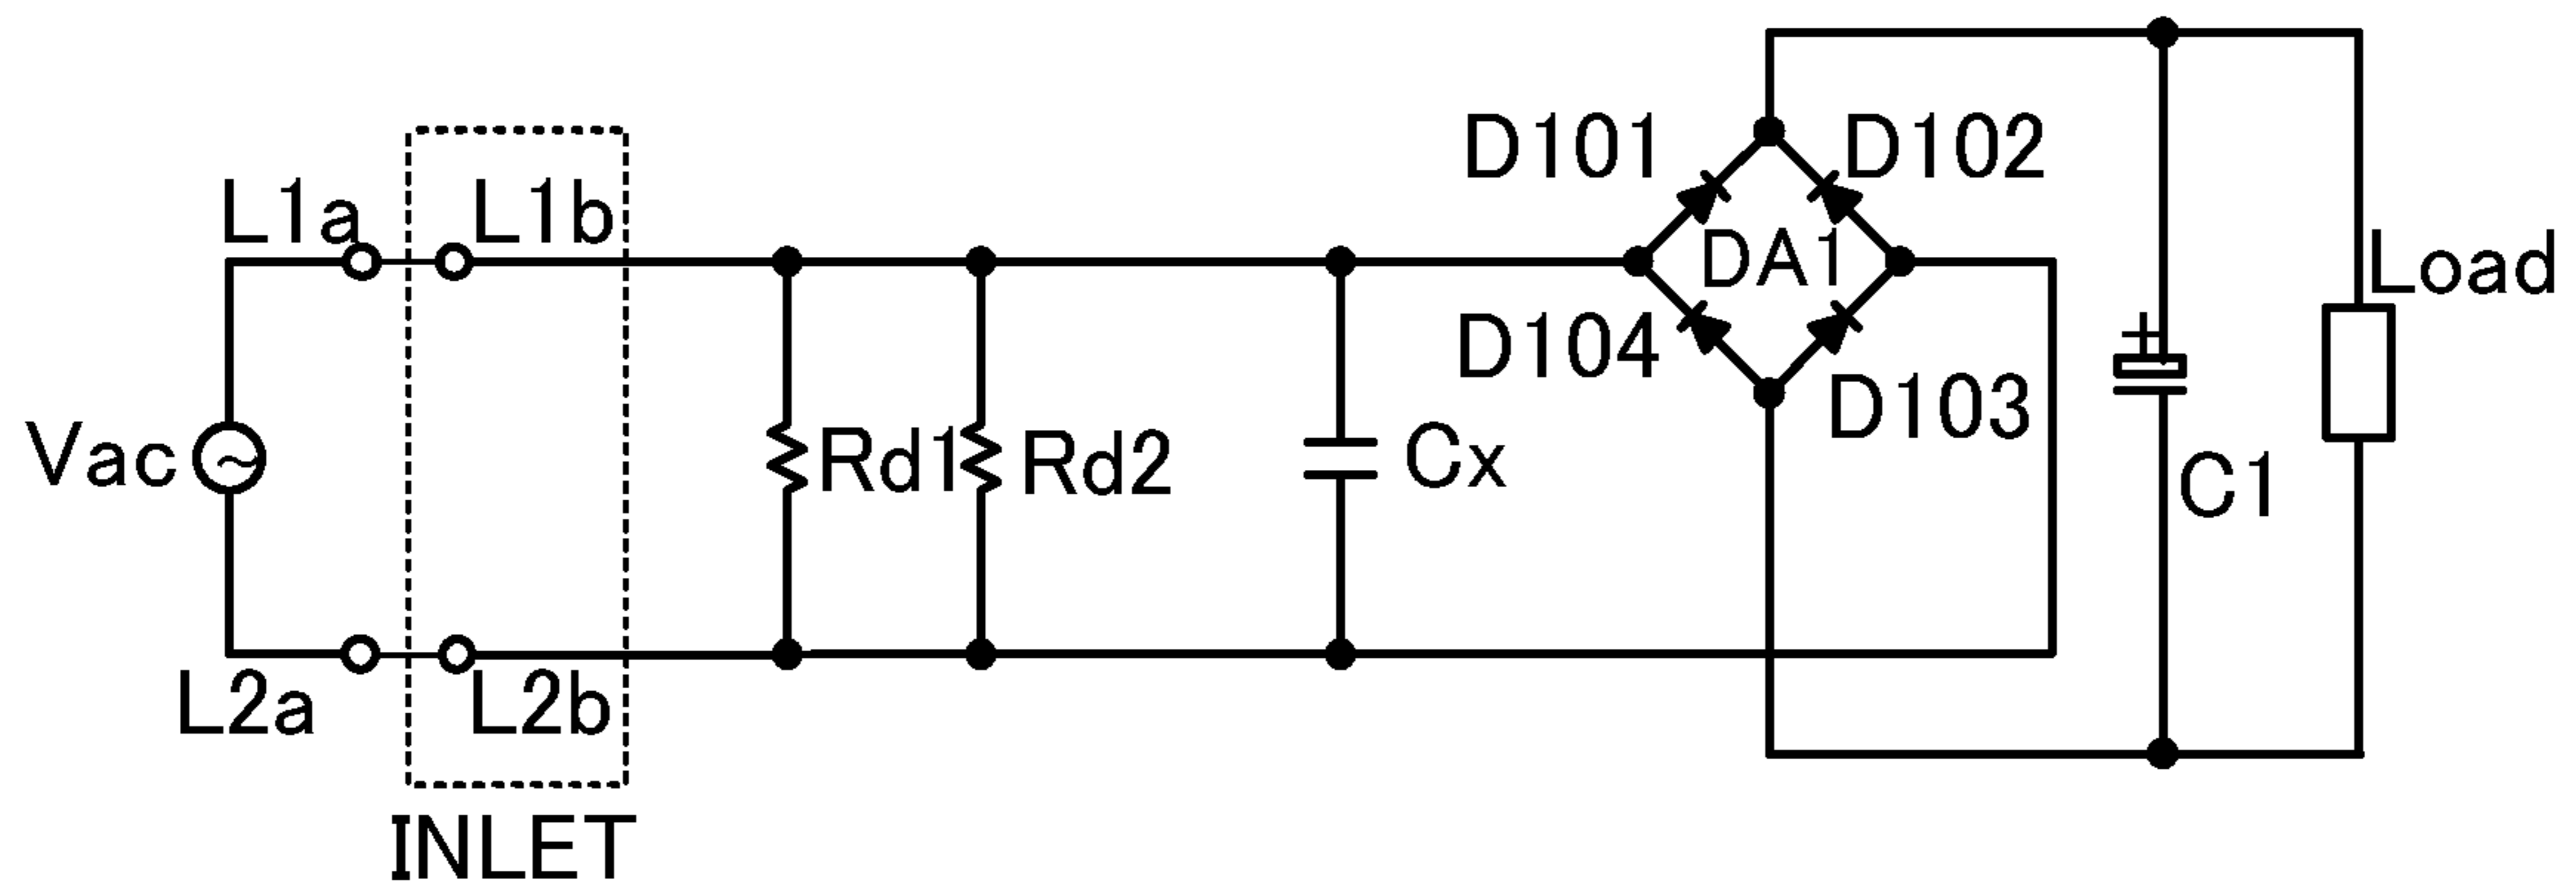 D101
D102
L1a
L1b
DA1
Load
D104
D103
+
Vac
Rd1
Rd2
Cx
C1
L2a
L2b
INLET